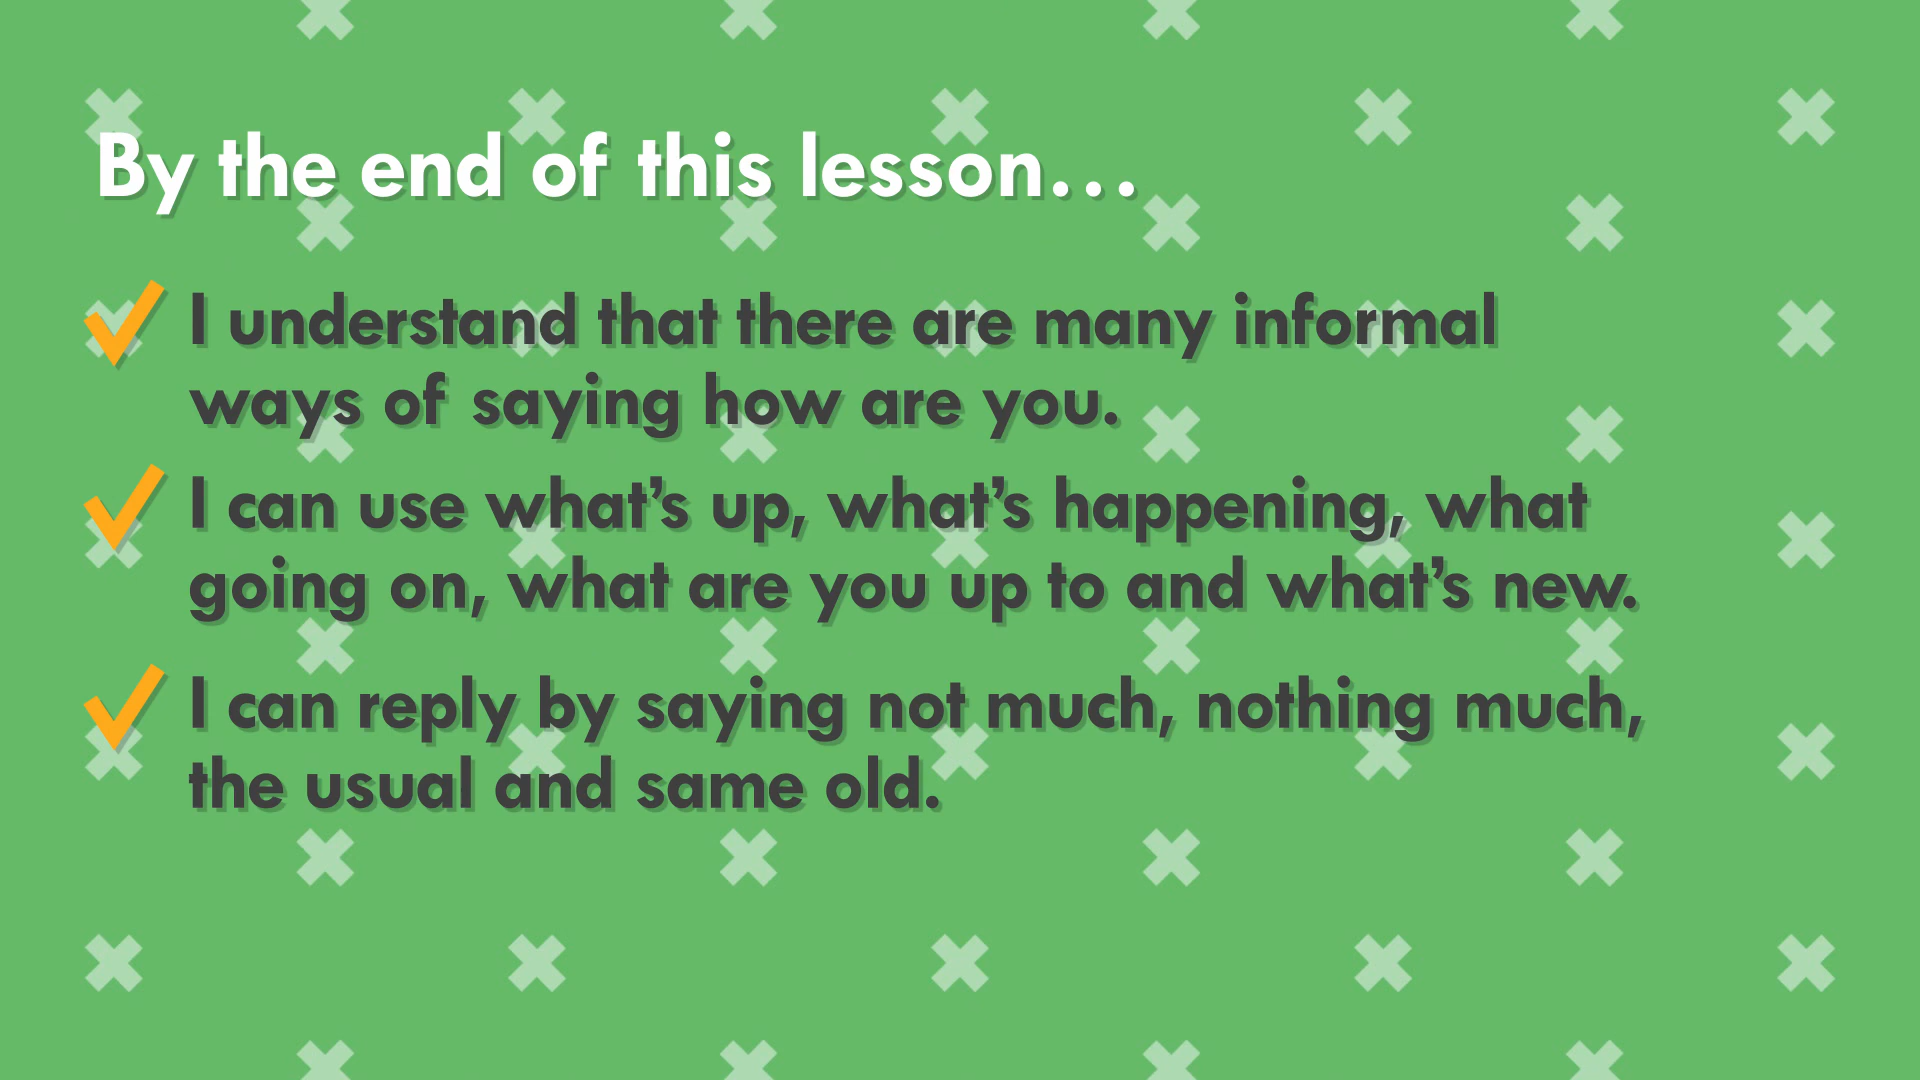 By the end of this lesson…
I understand that there are many informal
ways of saying how are you.
I can use what’s up, what’s happening, what
going on, what are you up to and what’s new.
I can reply by saying not much, nothing much,
the usual and same old.